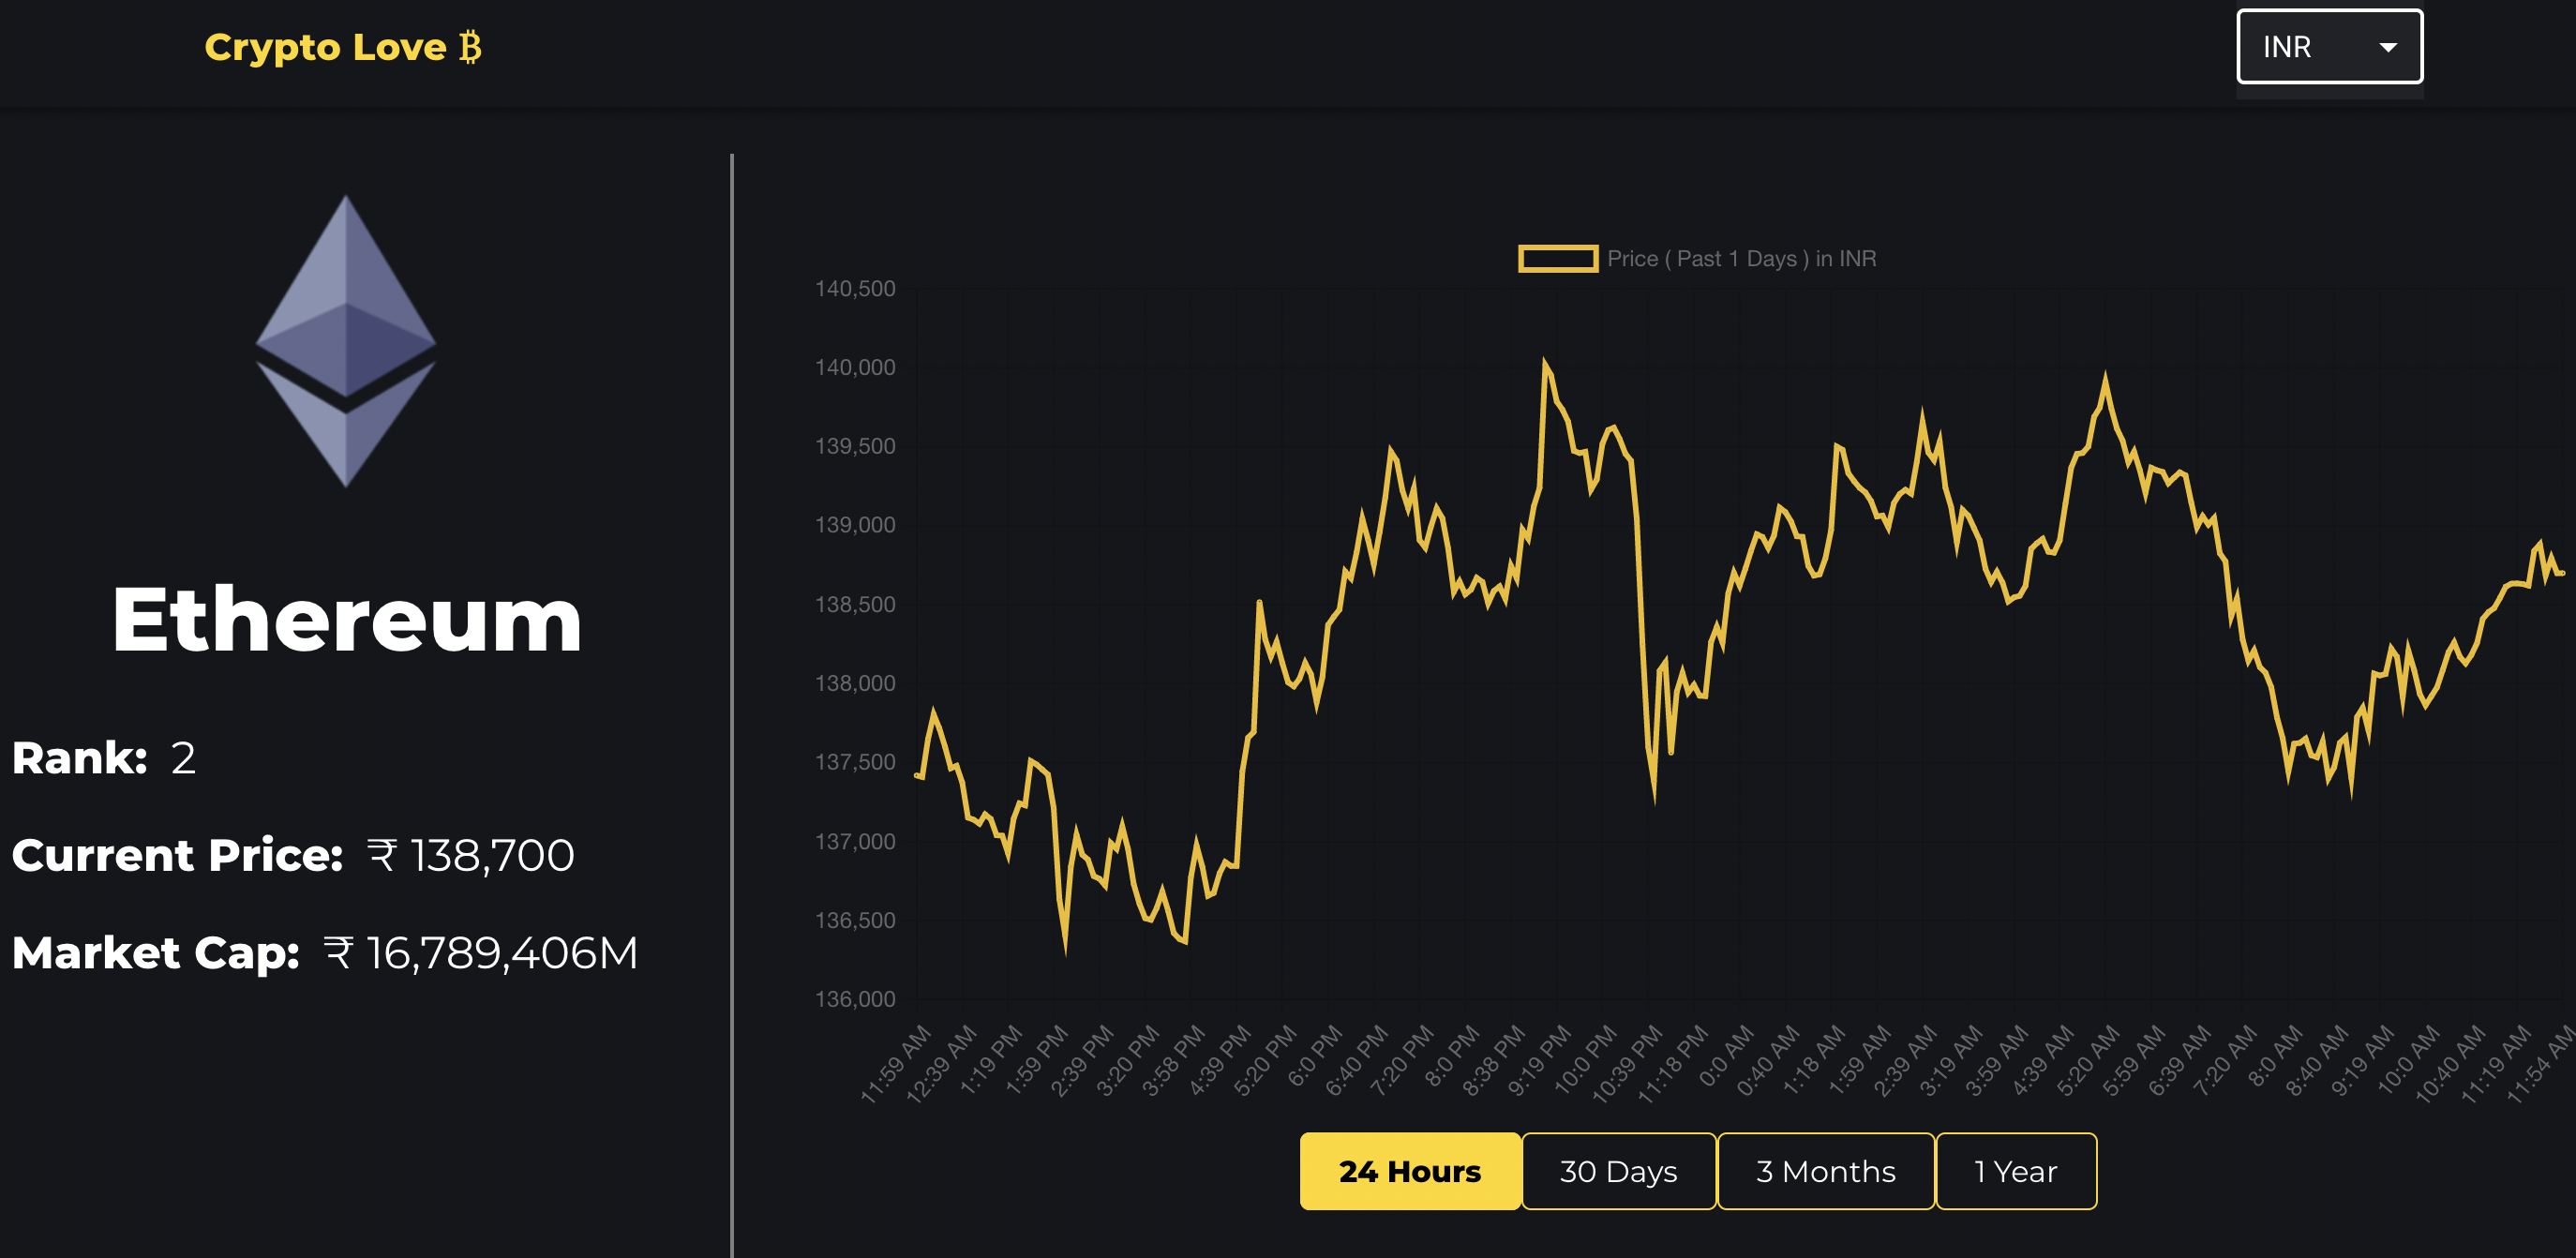 Crypto Love ₿
INR
Ethereum
Rank: 2
Current Price: ₹ 138,700
Market Cap: ₹ 16,789,406M
Price ( Past 1 Days ) in INR
140,500
140,000
139,500
139,000
138,500
138,000
137,500
137,000
136,500
136,000
11:59 AM
12:39 AM
1:19 PM
1:59 PM
2:39 PM
3:20 PM
3:58 PM
4:39 PM
5:20 PM
6:0 PM
6:40 PM
7:20 PM
8:0 PM
8:38 PM
9:19 PM
10:0 PM
10:39 PM
11:18 PM
0:0 AM
0:40 AM
1:18 AM
1:59 AM
2:39 AM
3:19 AM
3:59 AM
4:39 AM
5:20 AM
5:59 AM
6:39 AM
7:20 AM
8:0 AM
8:40 AM
9:19 AM
10:0 AM
10:40 AM
11:19 AM
11:54 AM
24 Hours
30 Days
3 Months
1 Year